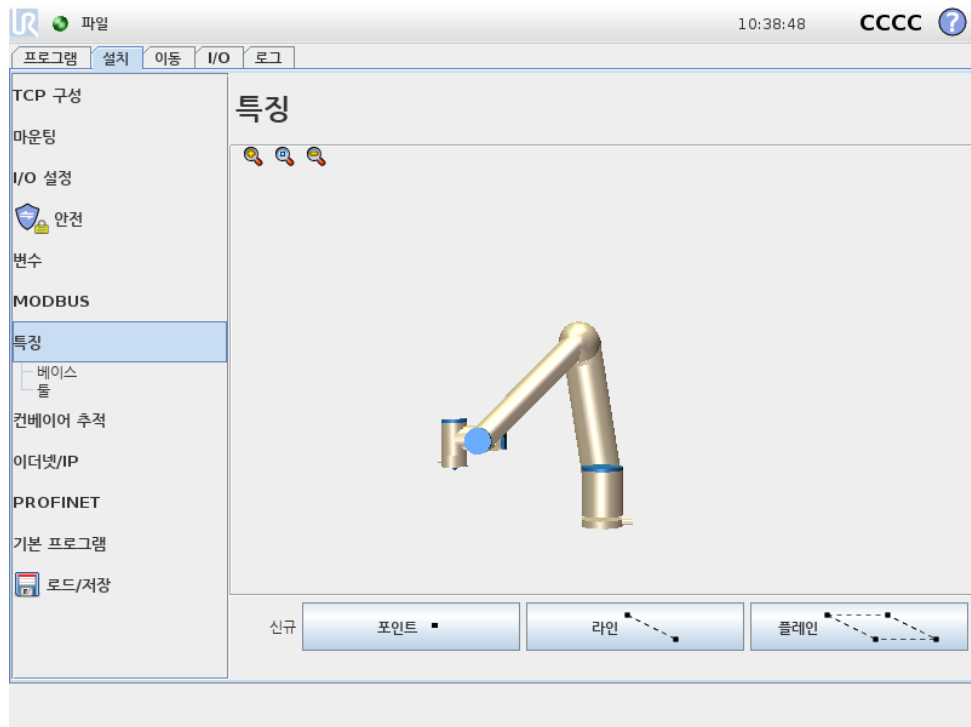 UR 파일 10:38:48 CCCC ?
프로그램 설치 이동 I/O 로그
TCP 구성
마운팅
I/O 설정
안전
변수
MODBUS
특징
베이스
툴
컨베이어 추적
이더넷/IP
PROFINET
기본 프로그램
로드/저장
특징
신규 포인트 라인 플레인